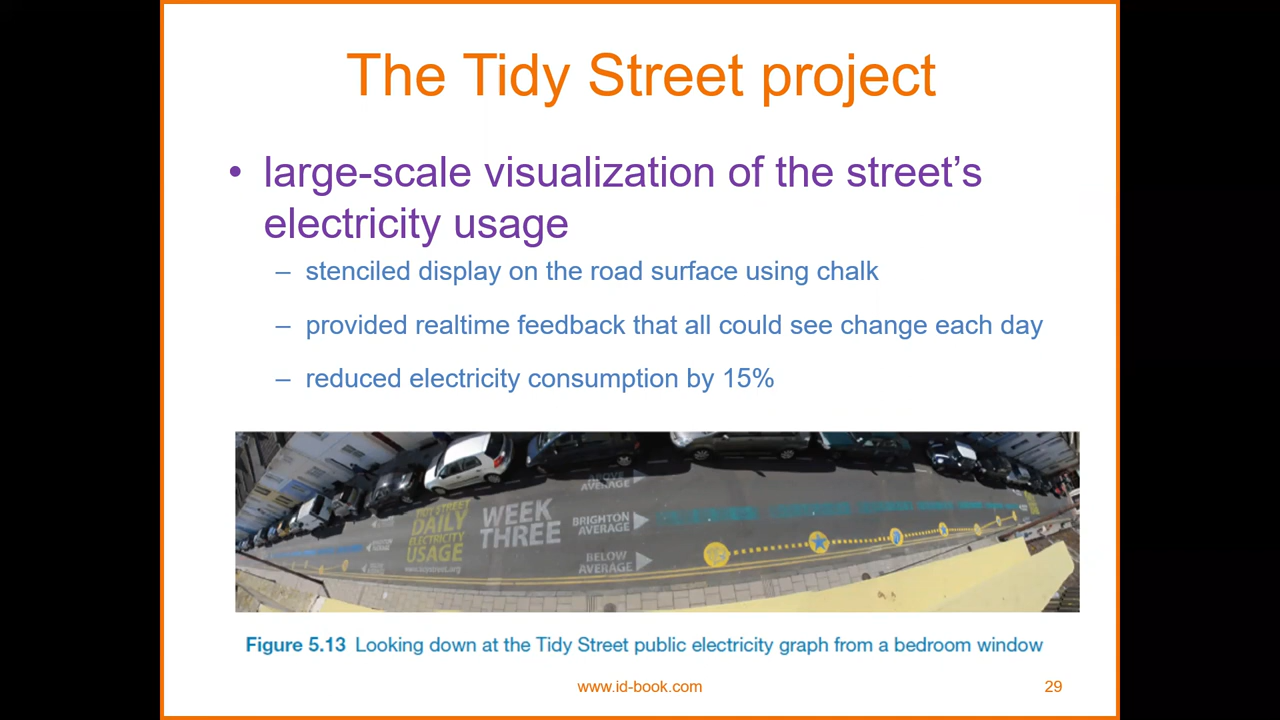 The Tidy Street project
• large-scale visualization of the street's
electricity usage
– stenciled display on the road surface using chalk
– provided realtime feedback that all could see change each day
– reduced electricity consumption by 15%
DAILY
ELECTRICITY
USAGE
WEEK
THREE
ABOVE
AVERAGE
BRIGHTON
AVERAGE
BELOW
AVERAGE
Figure 5.13 Looking down at the Tidy Street public electricity graph from a bedroom window
www.id-book.com
29